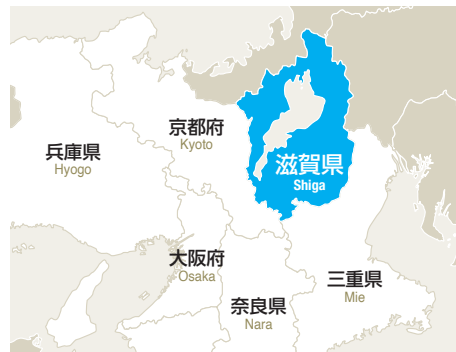 京都府
Kyoto
兵庫県
Hyogo
滋賀県
Shiga
大阪府
Osaka
三重県
Mie
奈良県
Nara